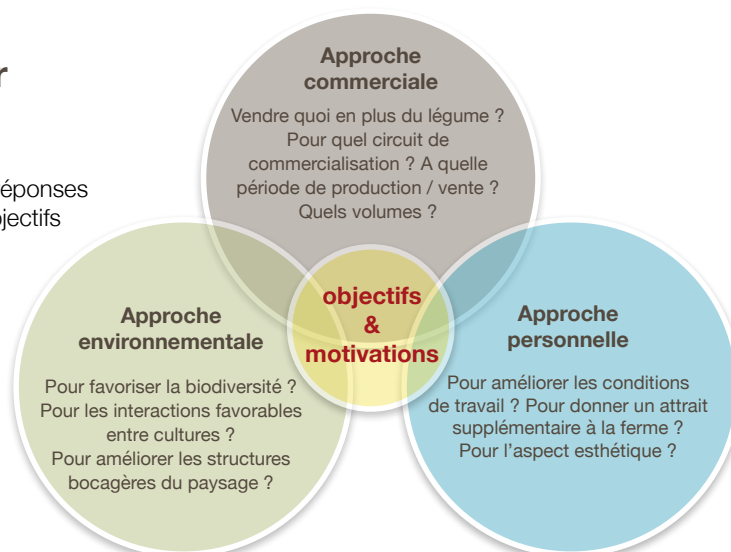 r
éponses
jectifs
Approche
commerciale
Vendre quoi en plus du légume ?
Pour quel circuit de
commercialisation ? A quelle
période de production / vente ?
Quels volumes ?
objectifs
&
motivations
Approche
environnementale
Pour favoriser la biodiversité ?
Pour les interactions favorables
entre cultures ?
Pour améliorer les structures
bocagères du paysage ?
Approche
personnelle
Pour améliorer les conditions
de travail ? Pour donner un attrait
supplémentaire à la ferme ?
Pour l’aspect esthétique ?